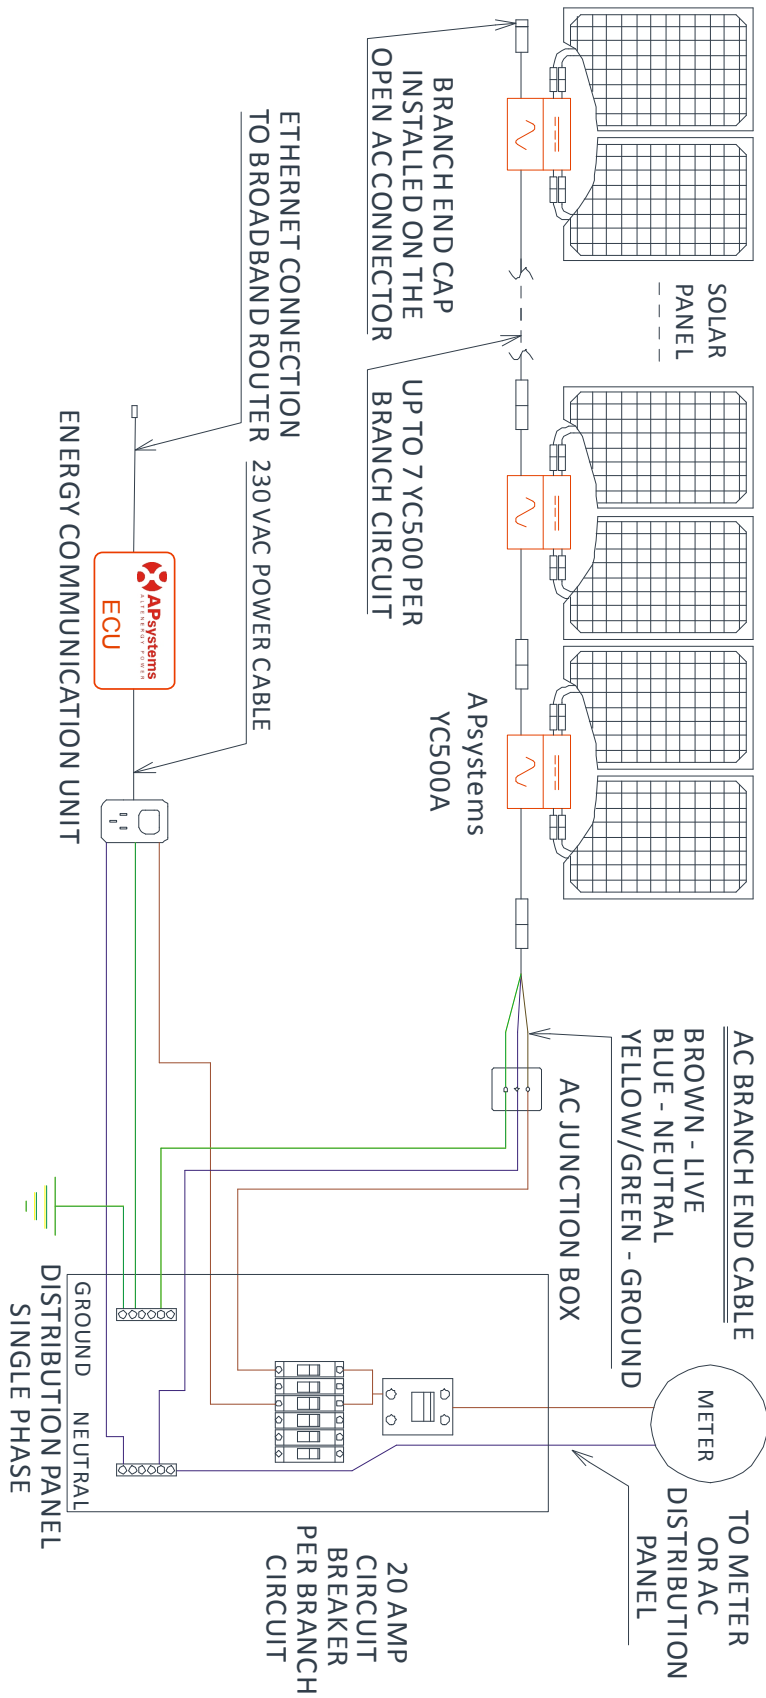 SOLAR
PANEL
BRANCH END CAP
INSTALLED ON THE
OPEN AC CONNECTOR
UP TO 7 YC500 PER
BRANCH CIRCUIT
APsystems
YC500A
AC BRANCH END CABLE
BROWN - LIVE
BLUE - NEUTRAL
YELLOW/GREEN - GROUND
AC JUNCTION BOX
METER
TO METER
OR AC
DISTRIBUTION
PANEL
ETHERNET CONNECTION
TO BROADBAND ROUTER
230 VAC POWER CABLE
APsystems
ALTENERGY POWER
ECU
ENERGY COMMUNICATION UNIT
GROUND
NEUTRAL
DISTRIBUTION PANEL
SINGLE PHASE
20 AMP
CIRCUIT
BREAKER
PER BRANCH
CIRCUIT